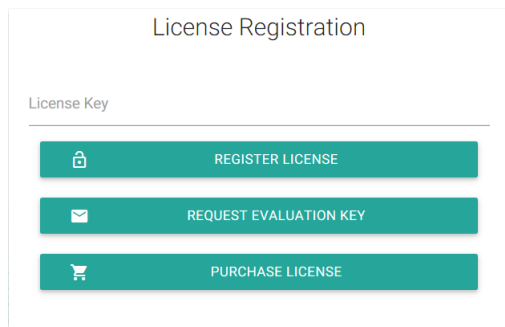 License Registration
License Key
REGISTER LICENSE
REQUEST EVALUATION KEY
PURCHASE LICENSE